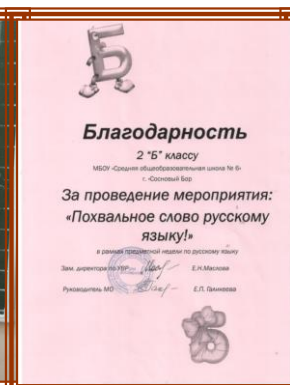 Б
Благодарность
2 "Б" классу
МБОУ «Средняя общеобразовательная школа № 6»
г. «Сосновый Бор
За проведение мероприятия:
«Похвальное слово русскому
языку!»
в рамках предметной недели по русскому языку
Зам. директора по УВР Е.Н.Маслова
Руководитель МО Е.П. Галиевва